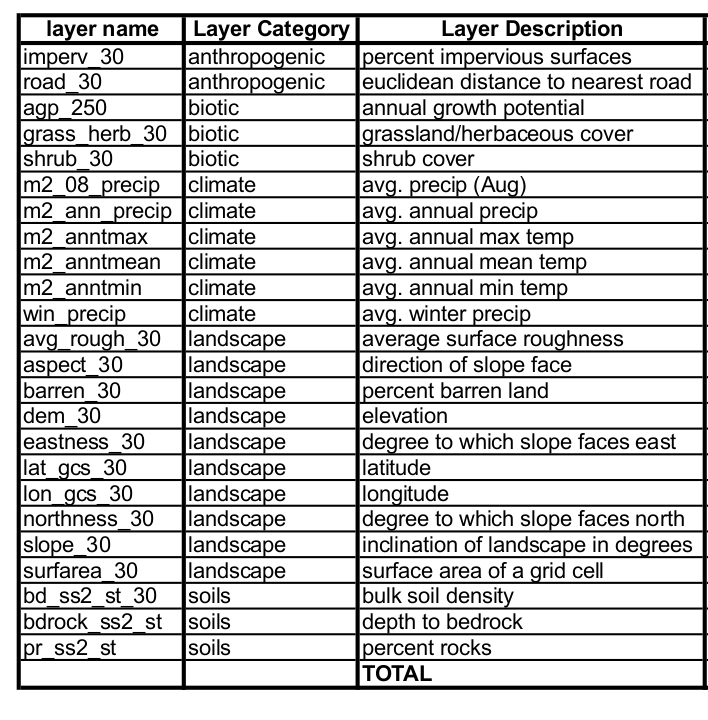 layer name Layer Category Layer Description
imperv_30 anthropogenic percent impervious surfaces
road_30 anthropogenic euclidean distance to nearest road
agp_250 biotic annual growth potential
grass_herb_30 biotic grassland/herbaceous cover
shrub_30 biotic shrub cover
m2_08_precip climate avg. precip (Aug)
m2_ann_precip climate avg. annual precip
m2_anntmax climate avg. annual max temp
m2_anntmean climate avg. annual mean temp
m2_anntmin climate avg. annual min temp
win_precip climate avg. winter precip
avg_rough_30 landscape average surface roughness
aspect_30 landscape direction of slope face
barren_30 landscape percent barren land
dem_30 landscape elevation
eastness_30 landscape degree to which slope faces east
lat_gcs_30 landscape latitude
lon_gcs_30 landscape longitude
northness_30 landscape degree to which slope faces north
slope_30 landscape inclination of landscape in degrees
surfarea_30 landscape surface area of a grid cell
bd_ss2_st_30 soils bulk soil density
bdrock_ss2_st soils depth to bedrock
pr_ss2_st soils percent rocks
TOTAL